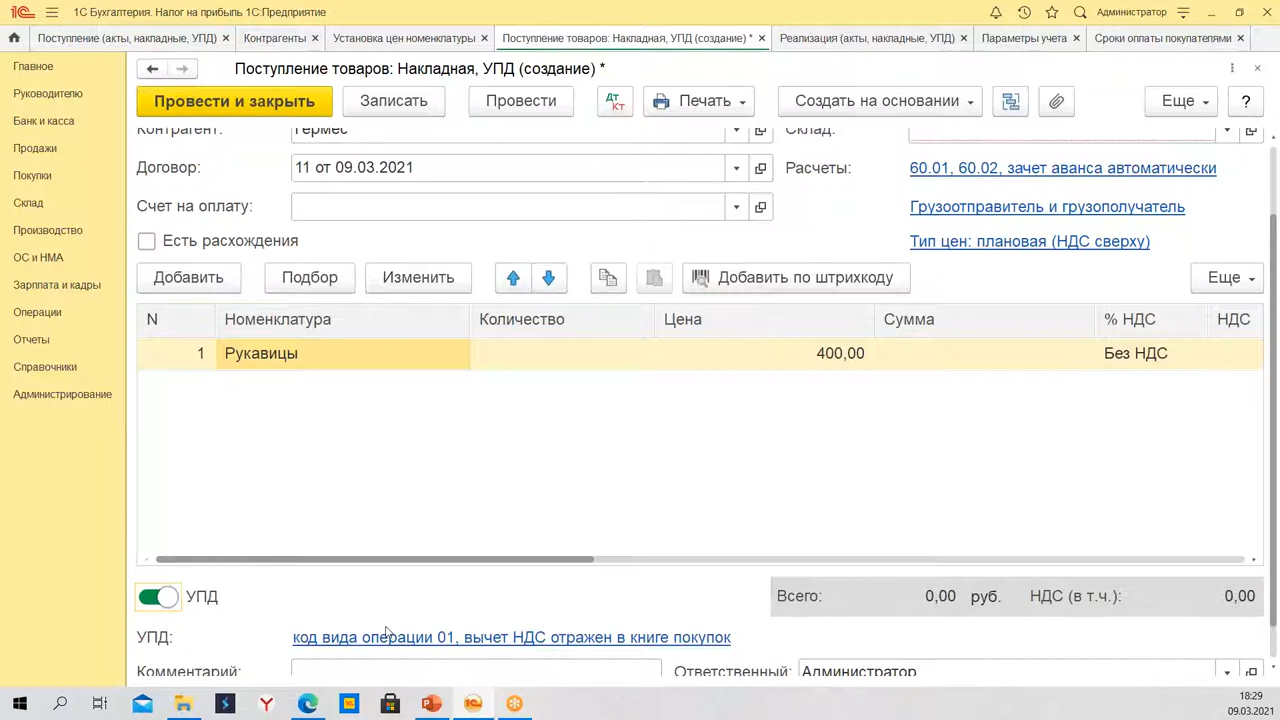 1С Бухгалтерия. Налог на прибыль 1С:Предприятие
Администратор
Поступление (акты, накладные, УПД) ×
Контрагенты ×
Установка цен номенклатуры ×
Поступление товаров: Накладная, УПД (создание) * ×
Реализация (акты, накладные, УПД) ×
Параметры учета ×
Сроки оплаты покупателями ×
Главное
Руководителю
Банк и касса
Продажи
Покупки
Склад
Производство
ОС и НМА
Зарплата и кадры
Операции
Отчеты
Справочники
Администрирование
Поступление товаров: Накладная, УПД (создание) *
Провести и закрыть
Записать
Провести
Дт Кт
Печать
Создать на основании
Еще
?
Контрагент: Гермес
Склад:
Договор: 11 от 09.03.2021
Расчеты: 60.01, 60.02, зачет аванса автоматически
Счет на оплату:
Грузоотправитель и грузополучатель
Есть расхождения
Тип цен: плановая (НДС сверху)
Добавить
Подбор
Изменить
Добавить по штрихкоду
Еще
N Номенклатура Количество Цена Сумма % НДС НДС
1 Рукавицы 400,00 Без НДС
УПД
Всего: 0,00 руб. НДС (в т.ч.): 0,00
УПД: код вида операции 01, вычет НДС отражен в книге покупок
Комментарий:
Ответственный: Администратор
18:29
09.03.2021